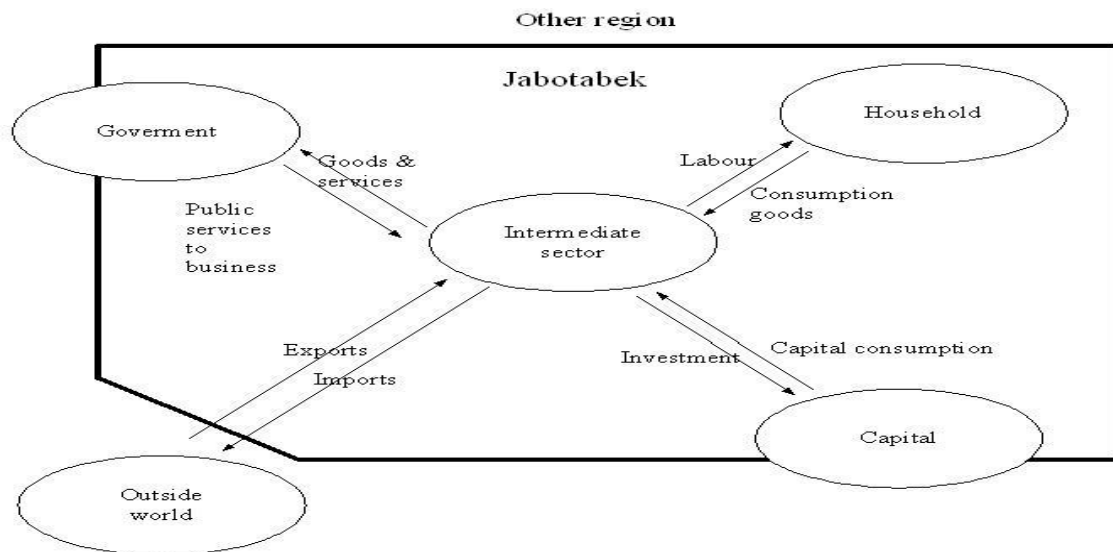 Other region
Jabotabek
Goverment
Household
Goods &
services
Labour
Public
services
to
business
Consumption
goods
Intermediate
sector
Exports
Imports
Investment
Capital consumption
Capital
Outside
world